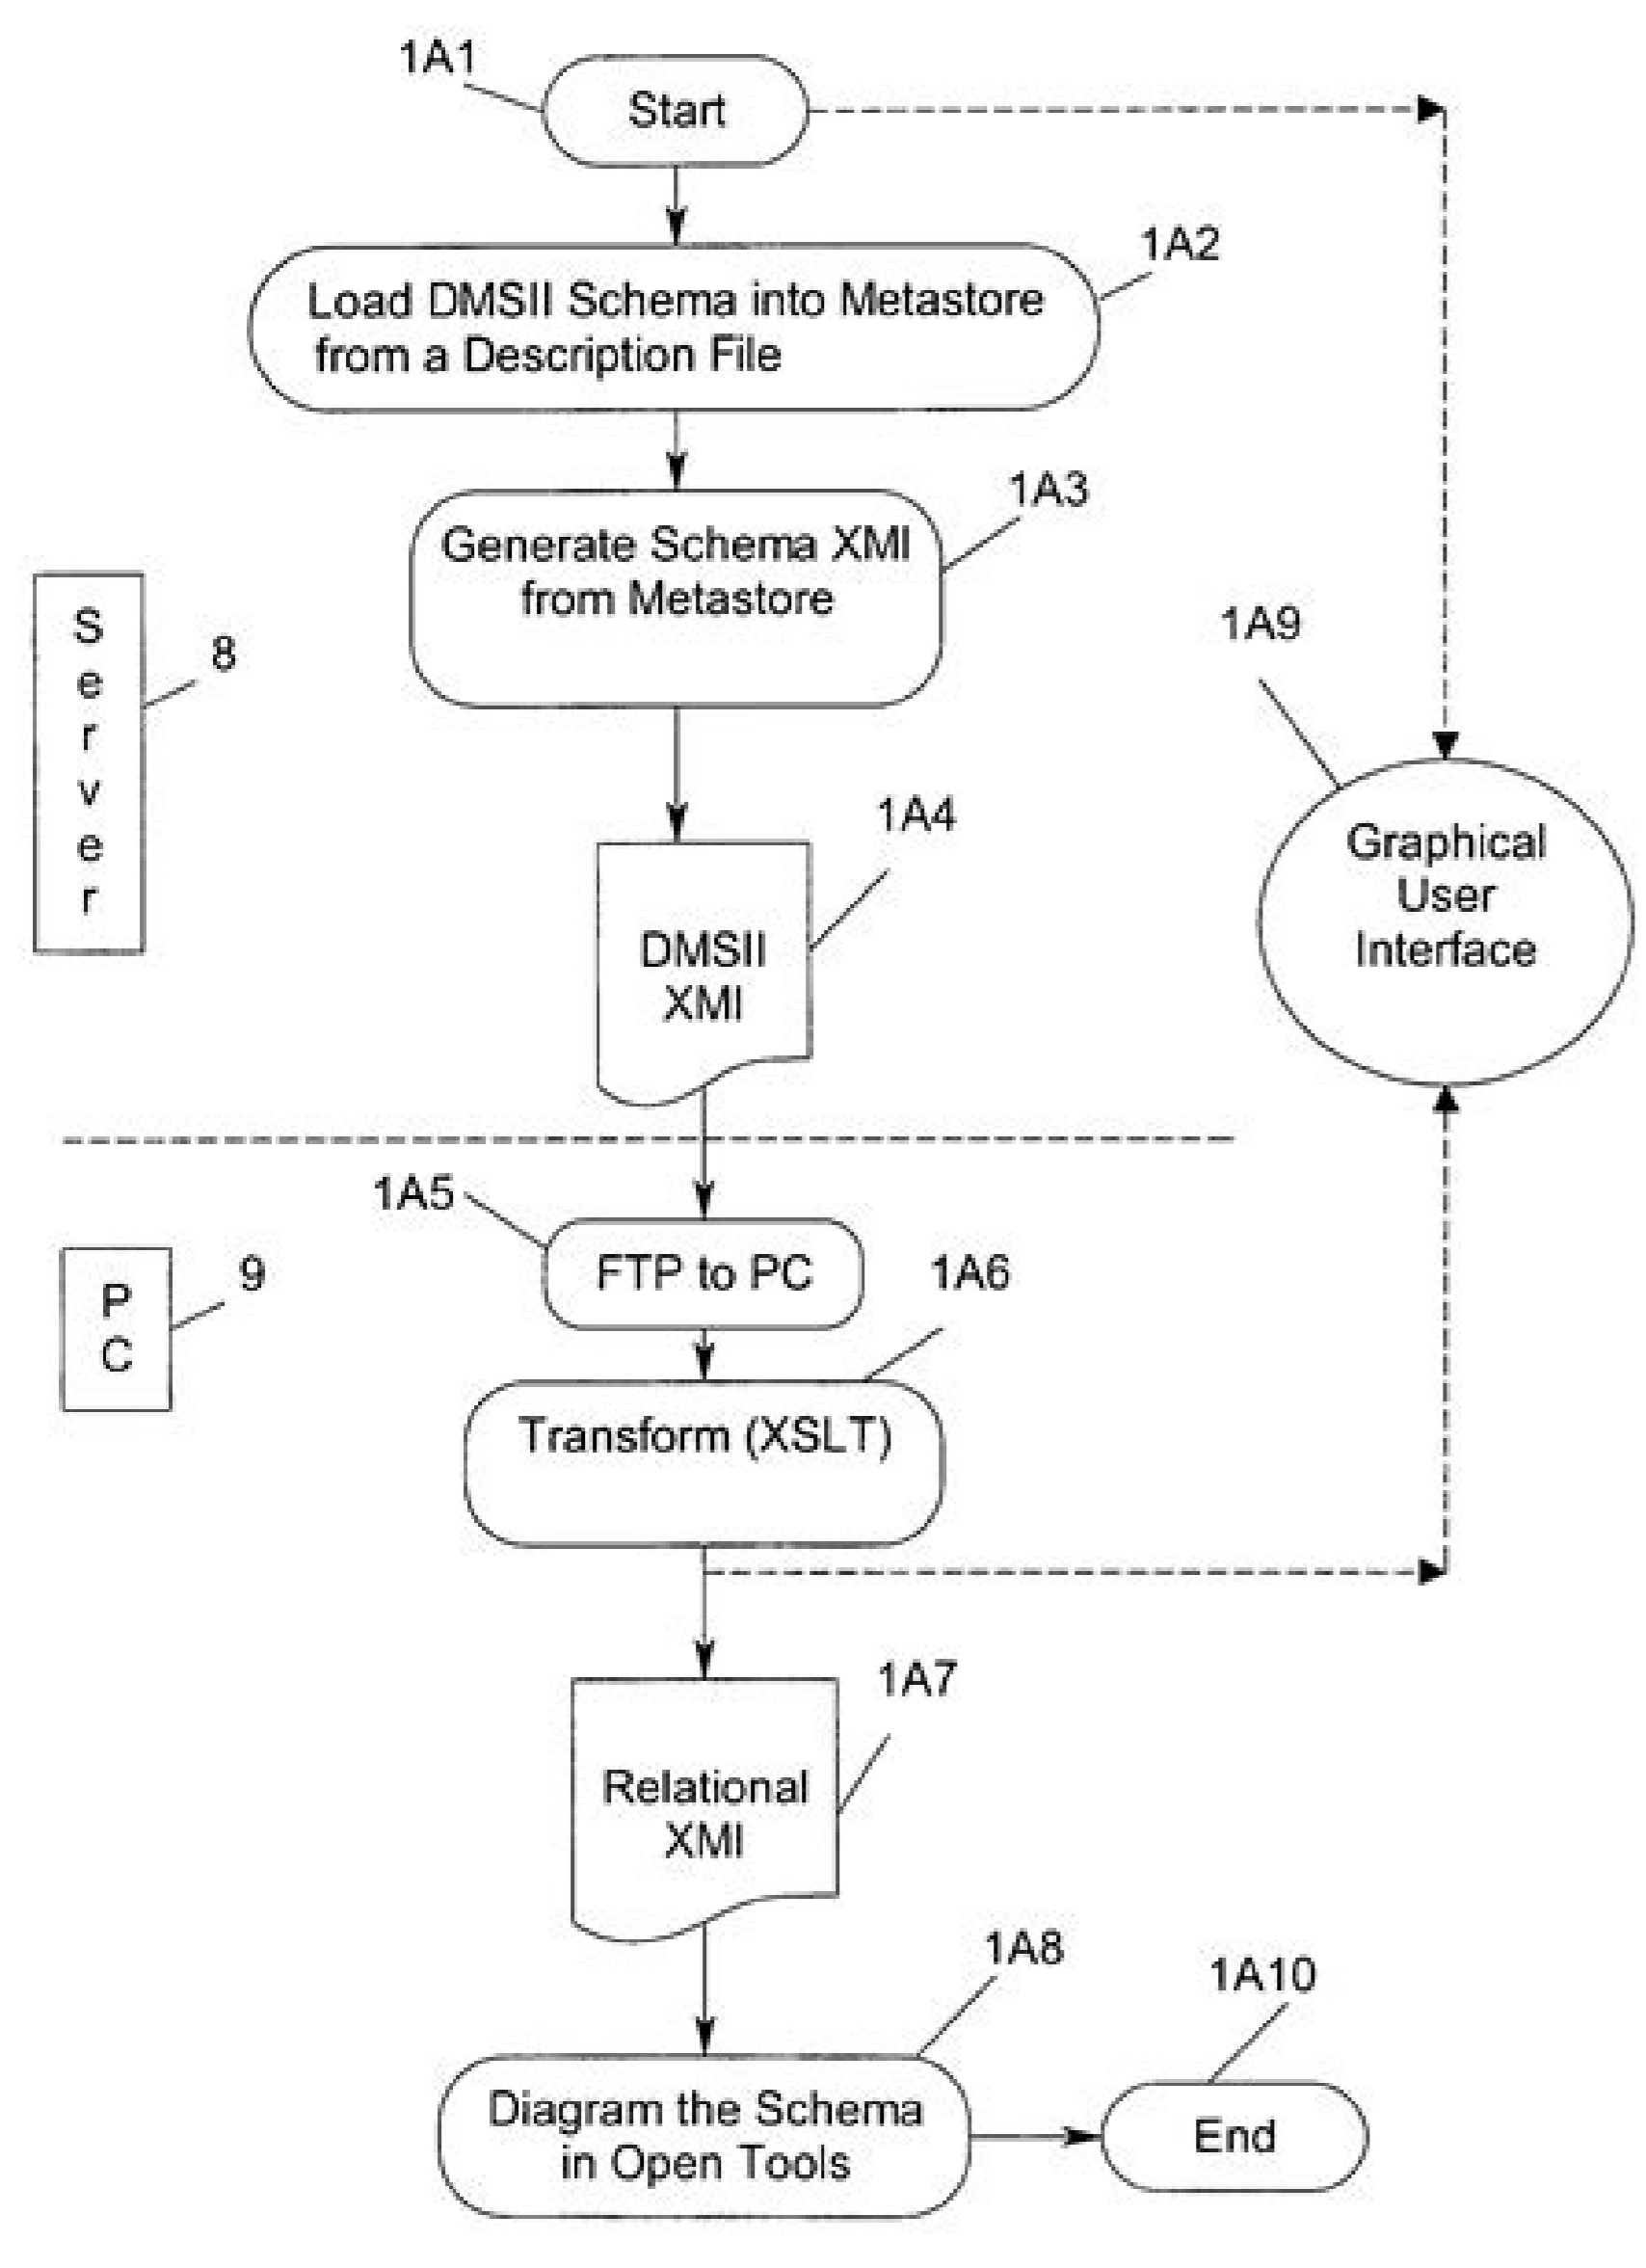 1A1
Start
1A2
Load DMSII Schema into Metastore
from a Description File
1A3
Generate Schema XMI
from Metastore
Server
8
1A9
1A4
Graphical
User
Interface
DMSII
XMI
1A5
FTP to PC
1A6
PC
9
Transform (XSLT)
1A7
Relational
XMI
1A8
1A10
Diagram the Schema
in Open Tools
End